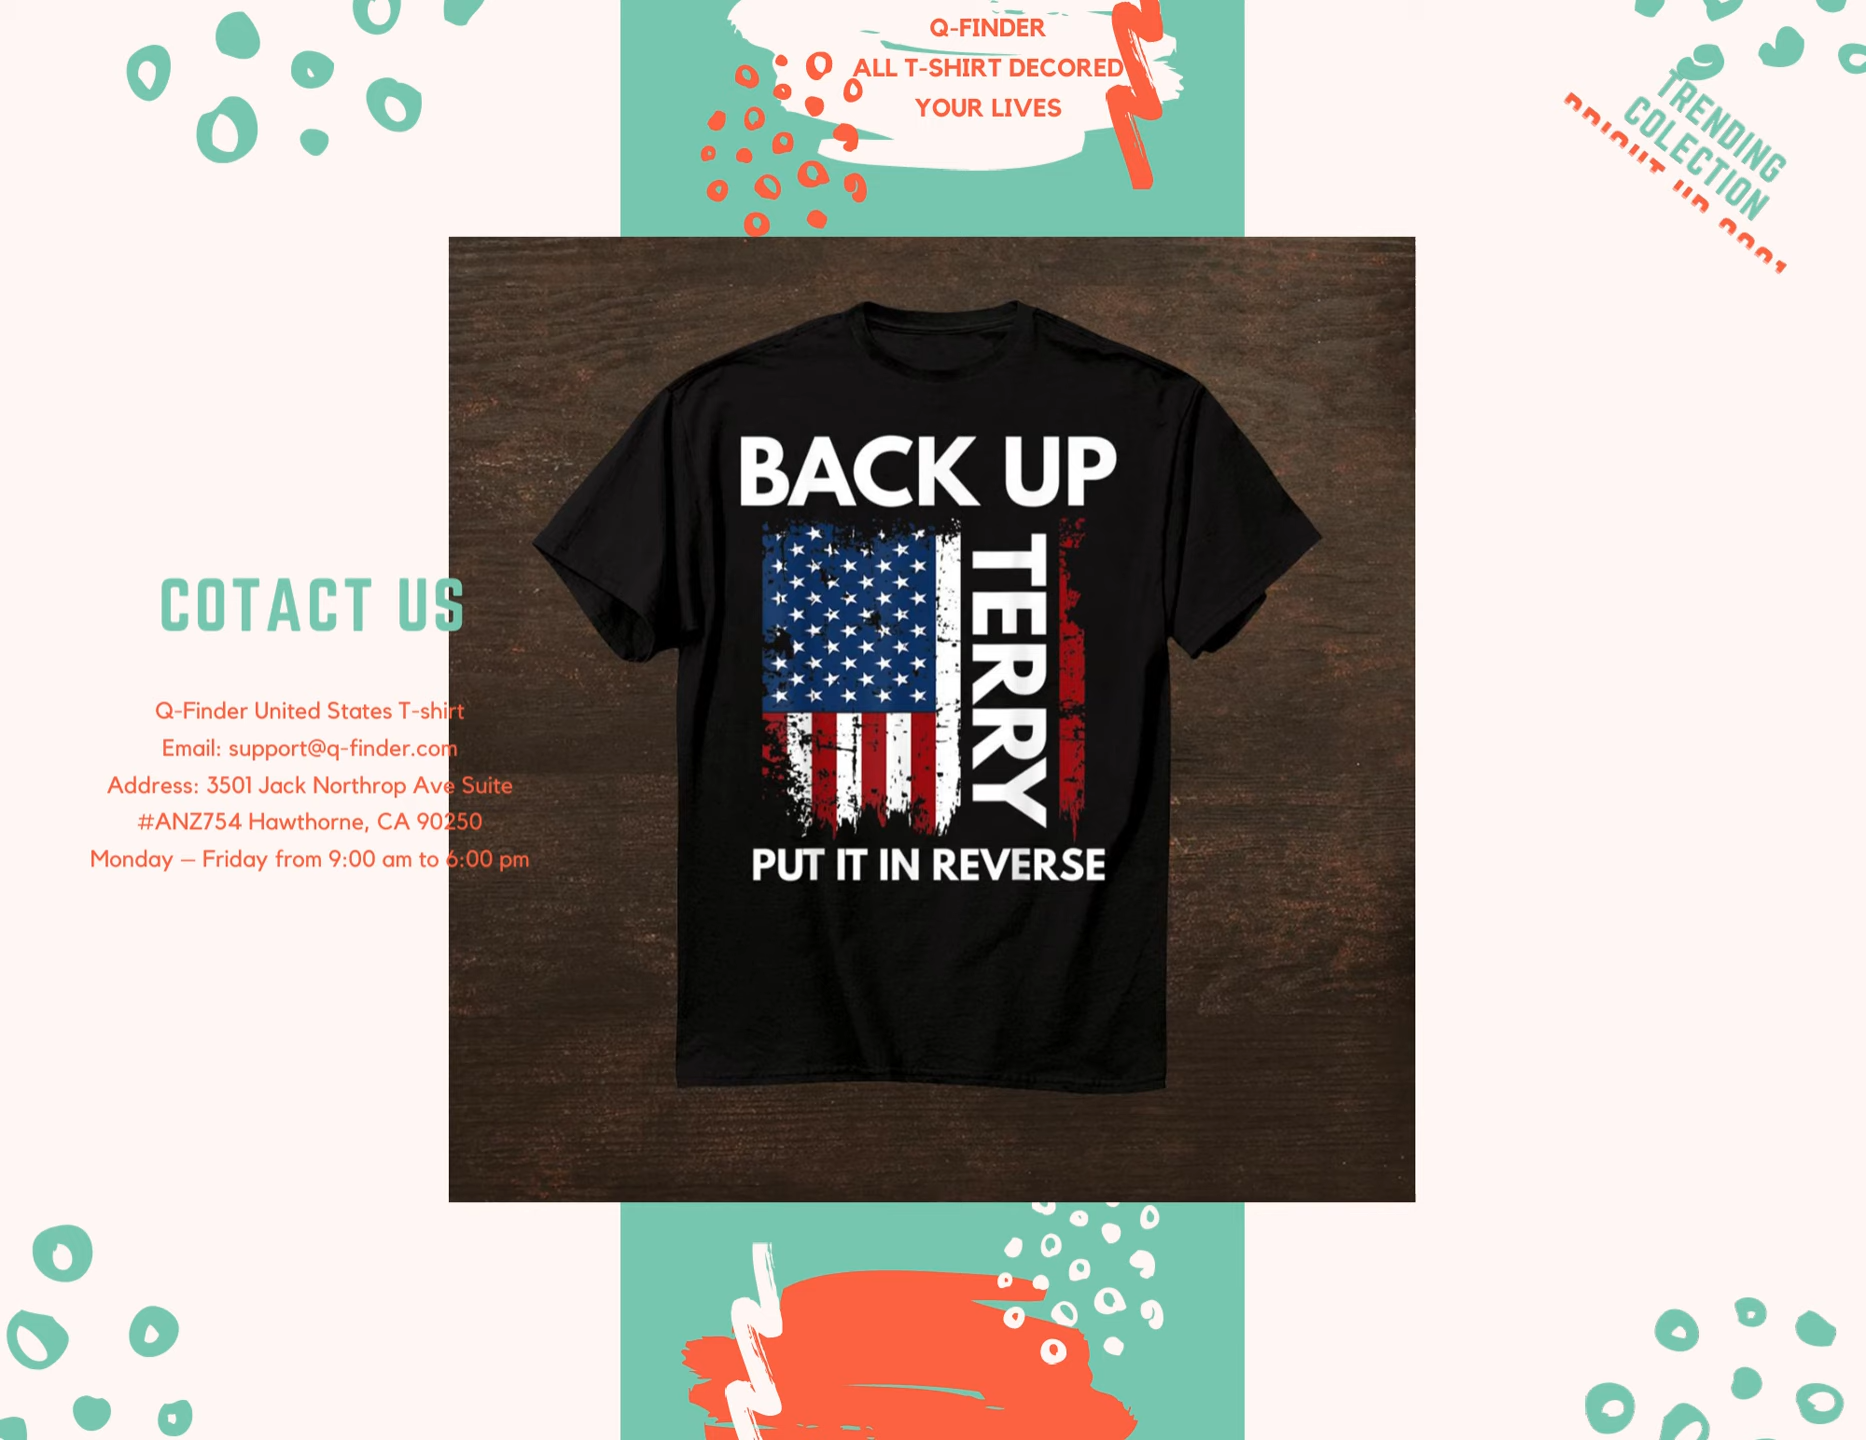 Q-FINDER
ALL T-SHIRT DECORED
YOUR LIVES
TRENDING
COLECTION
BACK UP
TERRY
PUT IT IN REVERSE
COTACT US
Q-Finder United States T-shirt
Email: support@q-finder.com
Address: 3501 Jack Northrop Ave Suite
#ANZ754 Hawthorne, CA 90250
Monday – Friday from 9:00 am to 6:00 pm